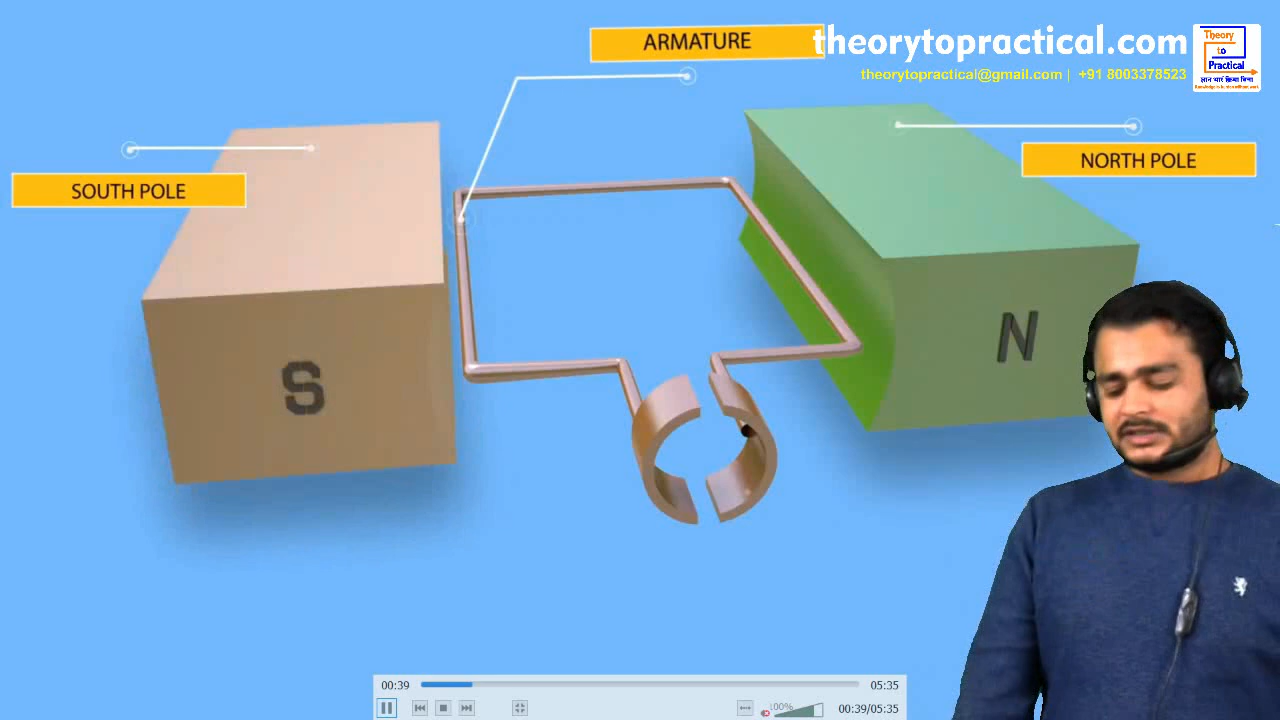 ARMATURE
theorytopractical.com
theorytopractical@gmail.com | +91 8003378523
Theory
to
Practical
NORTH POLE
SOUTH POLE
S
N
00:39
05:35
100%
00:39/05:35